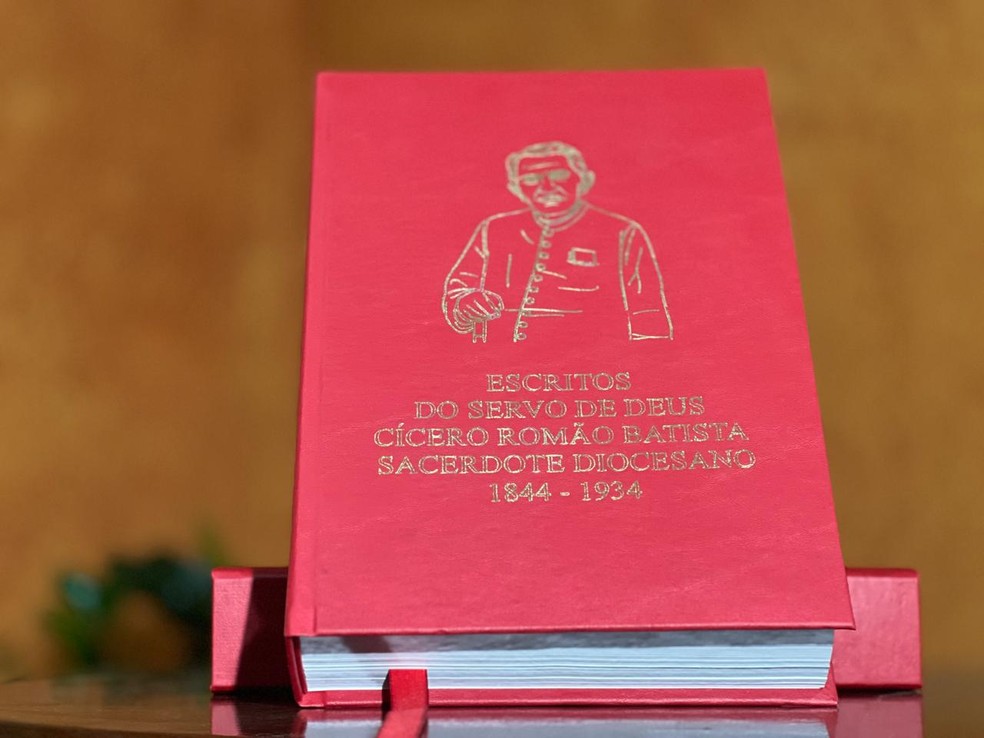 ESCRITOS
DO SERVO DE DEUS
CÍCERO ROMÃO BATISTA
SACERDOTE DIOCESANO
1844 - 1934